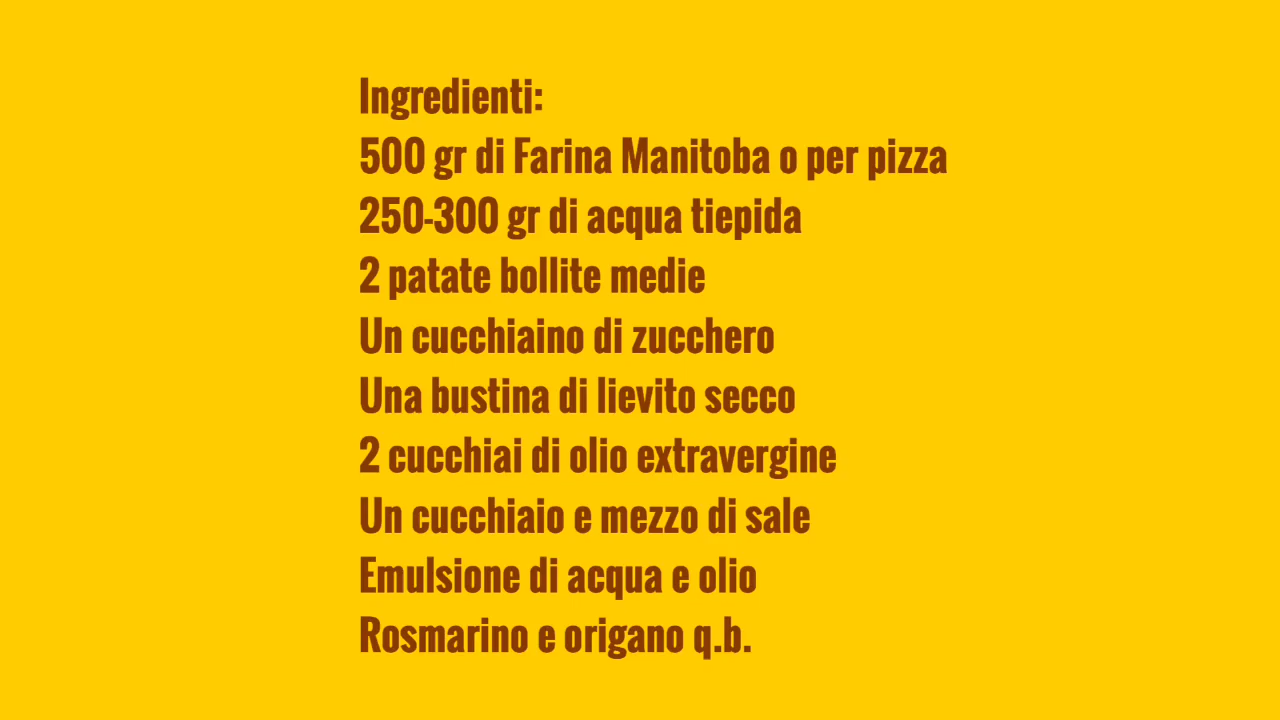 Ingredienti:
500 gr di Farina Manitoba o per pizza
250-300 gr di acqua tiepida
2 patate bollite medie
Un cucchiaino di zucchero
Una bustina di lievito secco
2 cucchiai di olio extravergine
Un cucchiaio e mezzo di sale
Emulsione di acqua e olio
Rosmarino e origano q.b.